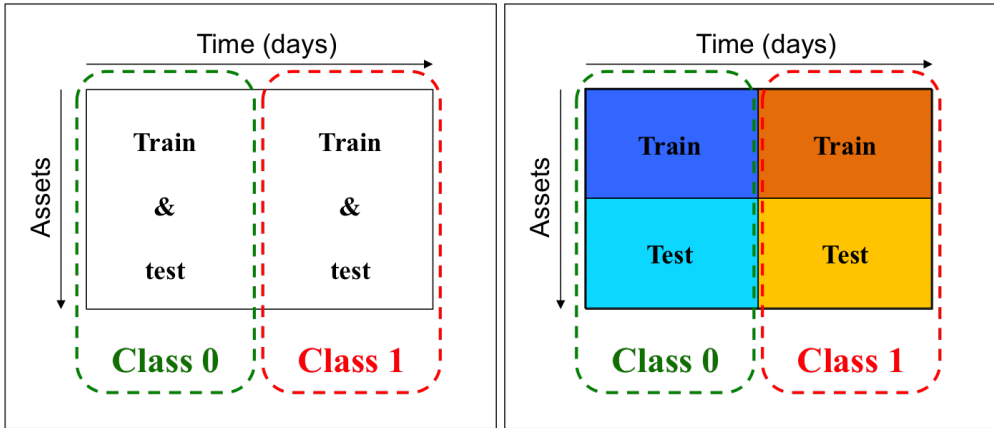 Time (days)
Assets
Train
&
test
Train
&
test
Class 0
Class 1
Time (days)
Assets
Train
Train
Test
Test
Class 0
Class 1